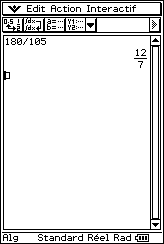 Edit Action Interactif
180/105
12
7
Alg Standard Réel Rad